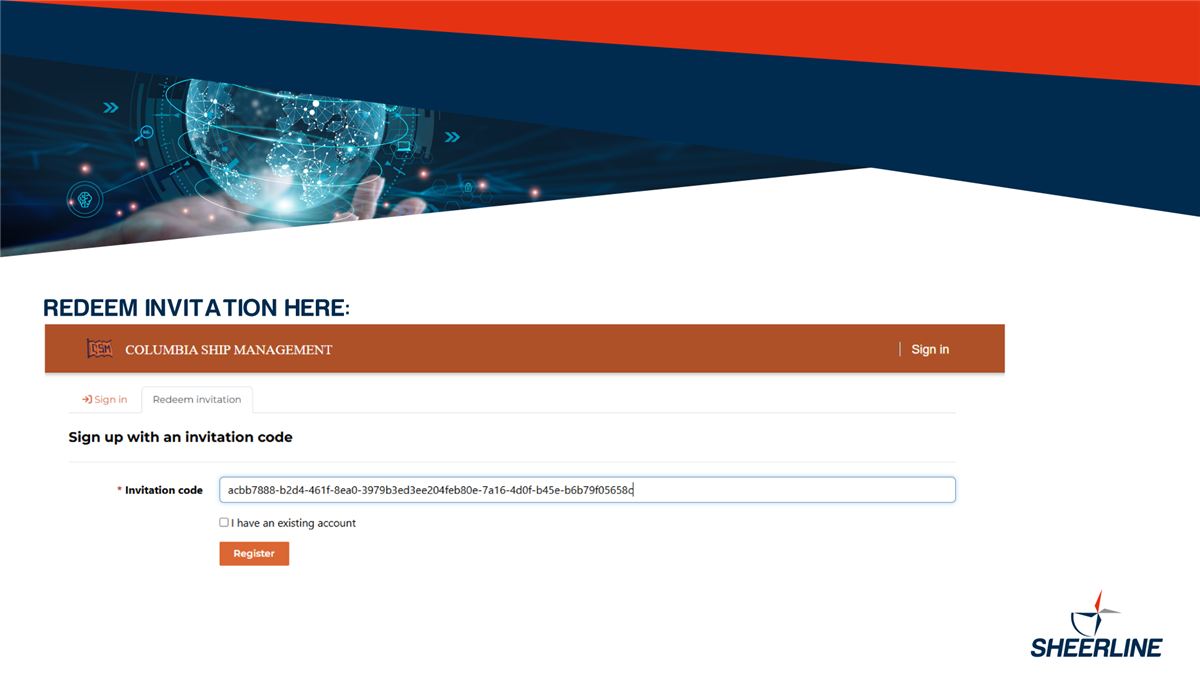 REDEEM INVITATION HERE:
CSM COLUMBIA SHIP MANAGEMENT
Sign in
Sign in
Redeem invitation
Sign up with an invitation code
* Invitation code
acbb7888-b2d4-461f-8ea0-3979b3ed3ee204feb80e-7a16-4d0f-b45e-b6b79f05658c
I have an existing account
Register
SHEERLINE